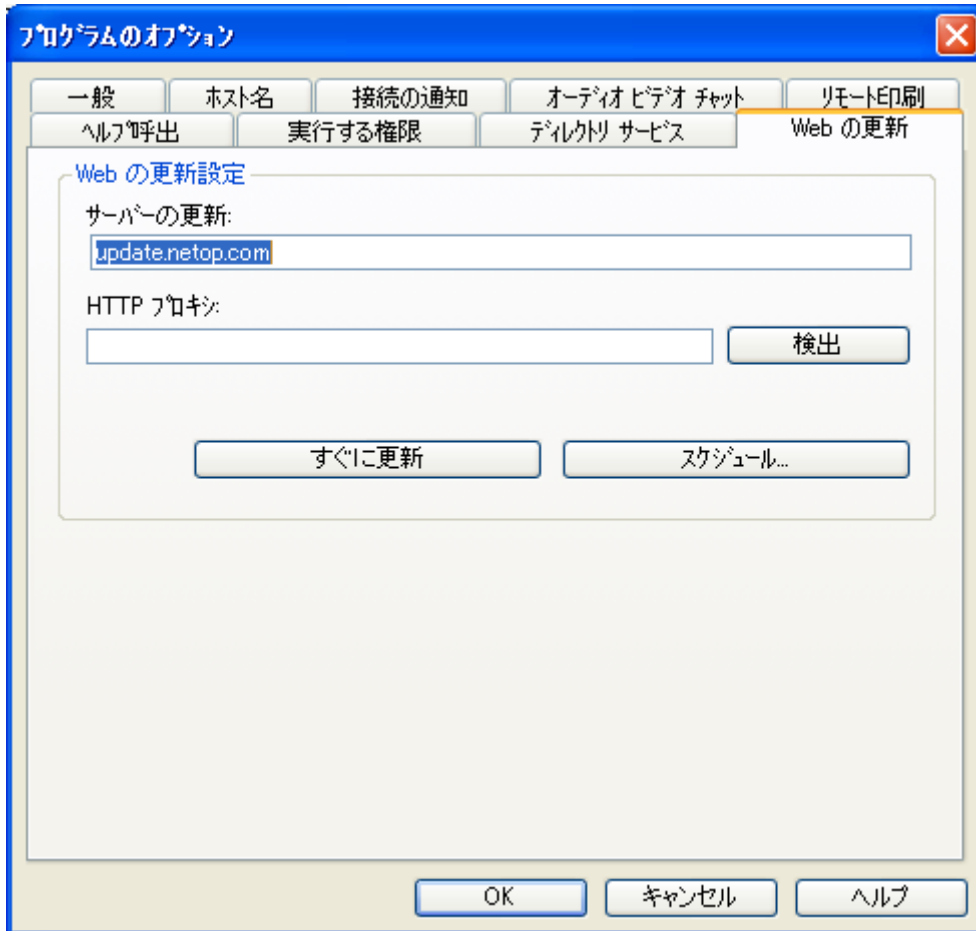 プログラムのオプション
一般 ホスト名 接続の通知 オーディオ ビデオ チャット リモート印刷
ヘルプ呼出 実行する権限 ディレクトリ サービス Web の更新
Web の更新設定
サーバーの更新:
update.netop.com
HTTP プロキシ:
検出
すぐに更新 スケジュール...
OK キャンセル ヘルプ